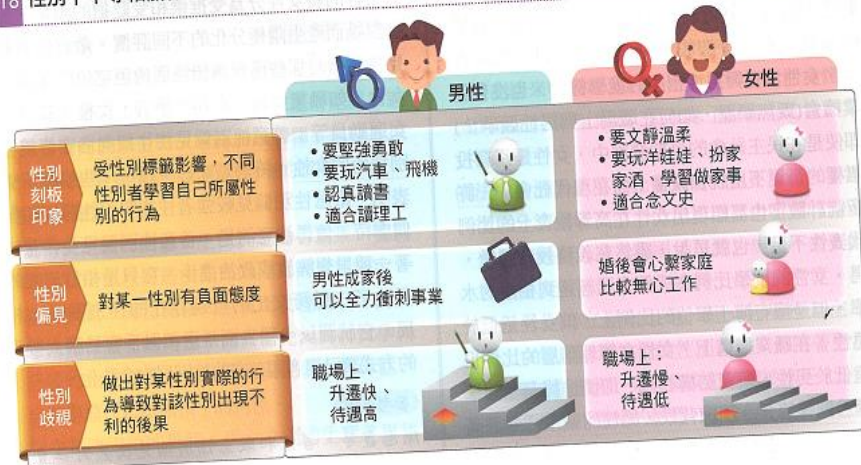 男性
女性
性別
刻板
印象
受性別標籤影響，不同
性別者學習自己所屬性
別的行為
• 要堅強勇敢
• 要玩汽車、飛機
• 認真讀書
• 適合讀理工
• 要文靜溫柔
• 要玩洋娃娃、扮家
家酒、學習做家事
• 適合念文史
性別
偏見
對某一性別有負面態度
男性成家後
可以全力衝刺事業
婚後會心繫家庭
比較無心工作
性別
歧視
做出對某性別實際的行
為導致對該性別出現不
利的後果
職場上：
升遷快、
待遇高
職場上：
升遷慢、
待遇低